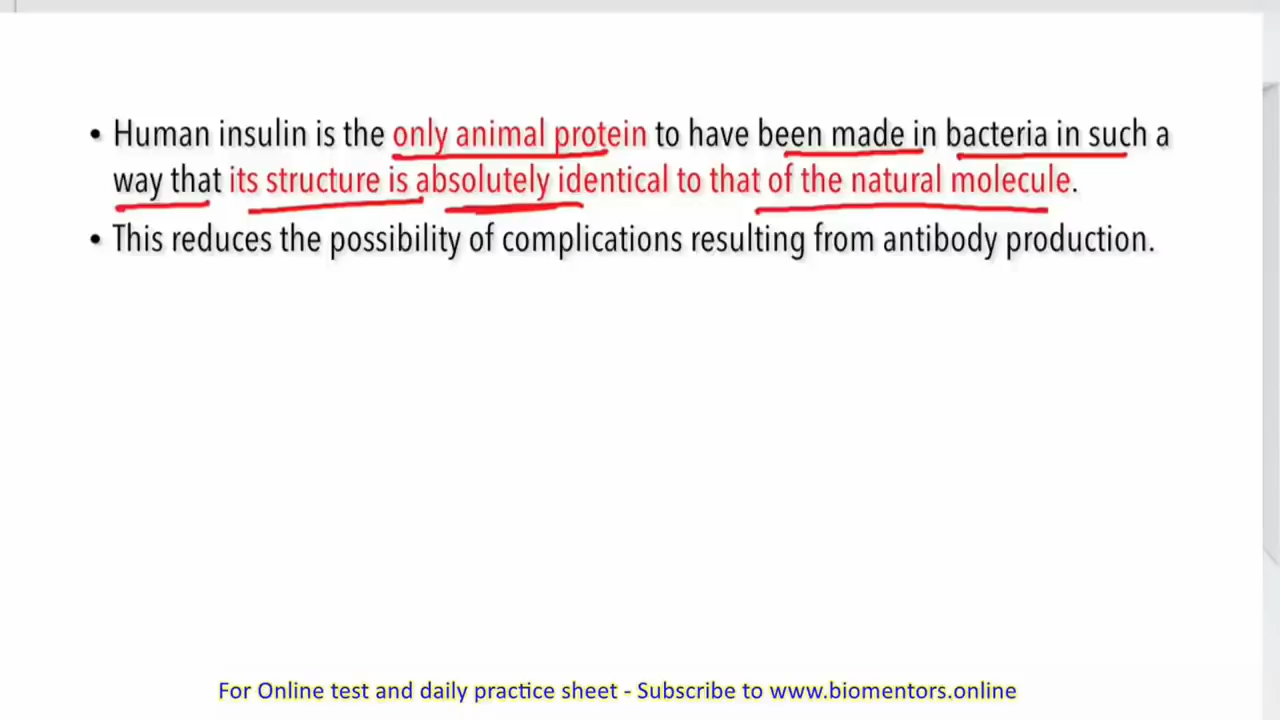 • Human insulin is the only animal protein to have been made in bacteria in such a
way that its structure is absolutely identical to that of the natural molecule.
• This reduces the possibility of complications resulting from antibody production.
For Online test and daily practice sheet - Subscribe to www.biomentors.online